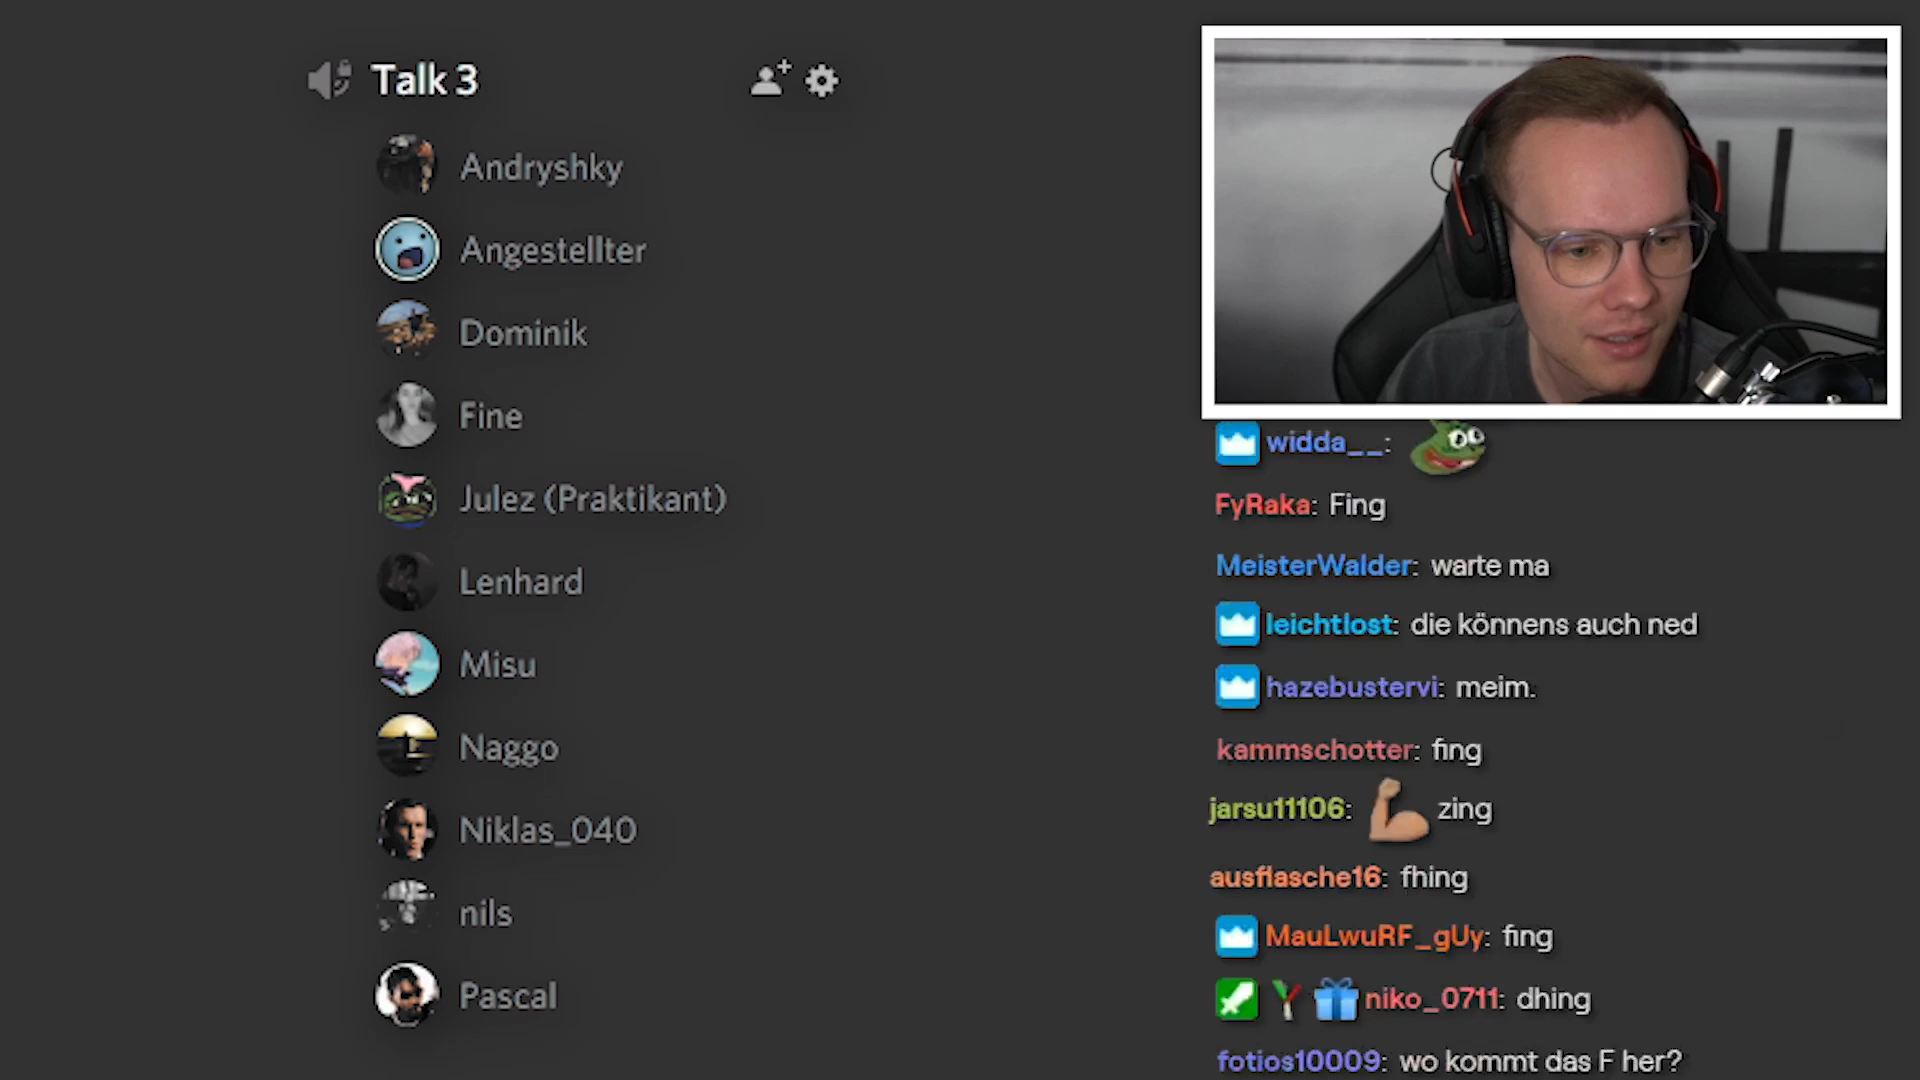 Talk 3
Andryshky
Angestellter
Dominik
Fine
Julez (Praktikant)
Lenhard
Misu
Naggo
Niklas_040
nils
Pascal
widda__:
FyRaka: Fing
MeisterWalder: warte ma
leichtlost: die könnens auch ned
hazebustervi: meim.
kammschotter: fing
jarsu11106: zing
ausflasche16: fhing
MauLwuRF_gUy: fing
niko_0711: dhing
fotios10009: wo kommt das F her?